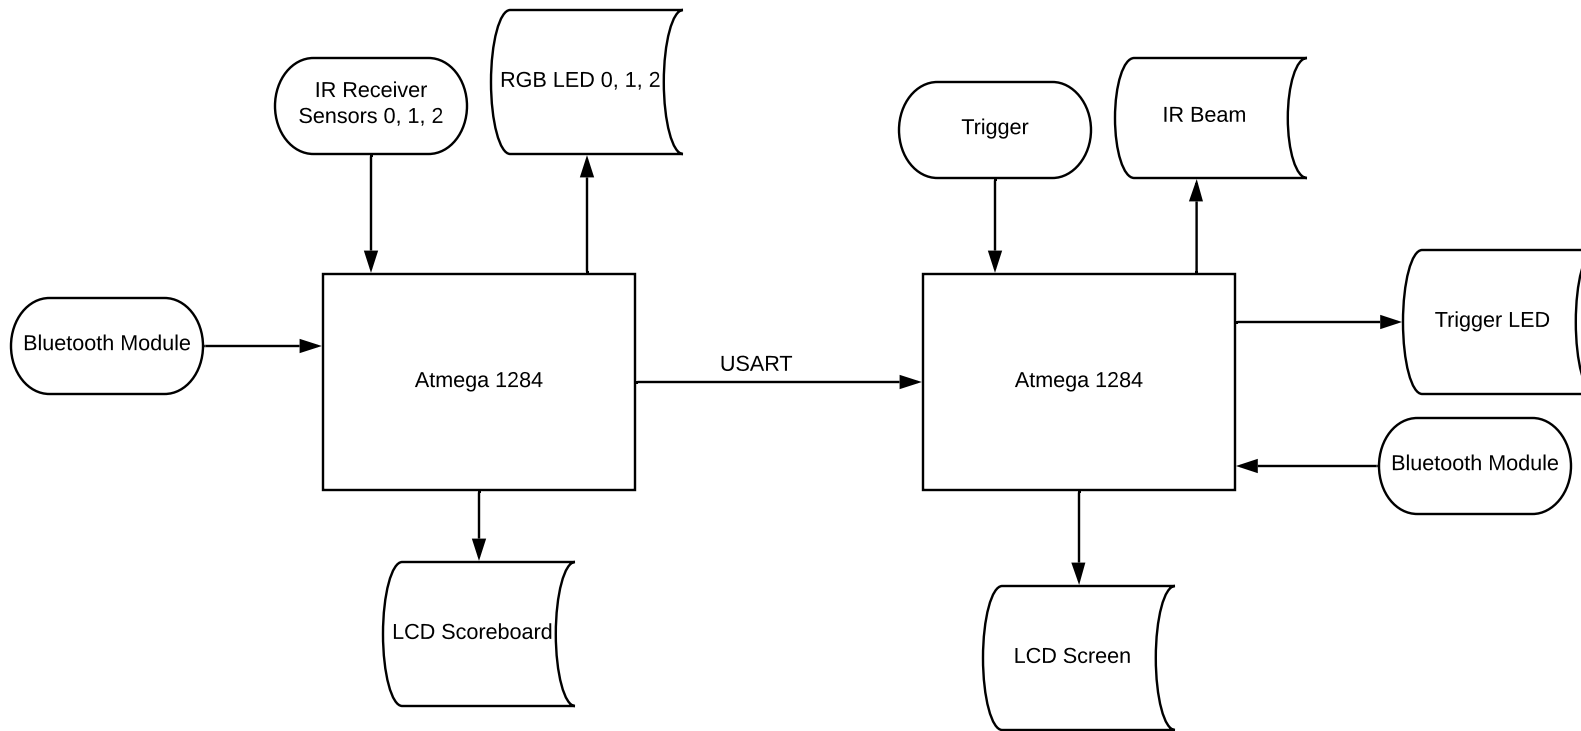 RGB LED 0, 1, 2
IR Receiver
Sensors 0, 1, 2
IR Beam
Trigger
Trigger LED
Bluetooth Module
USART
Atmega 1284
Atmega 1284
Bluetooth Module
LCD Scoreboard
LCD Screen